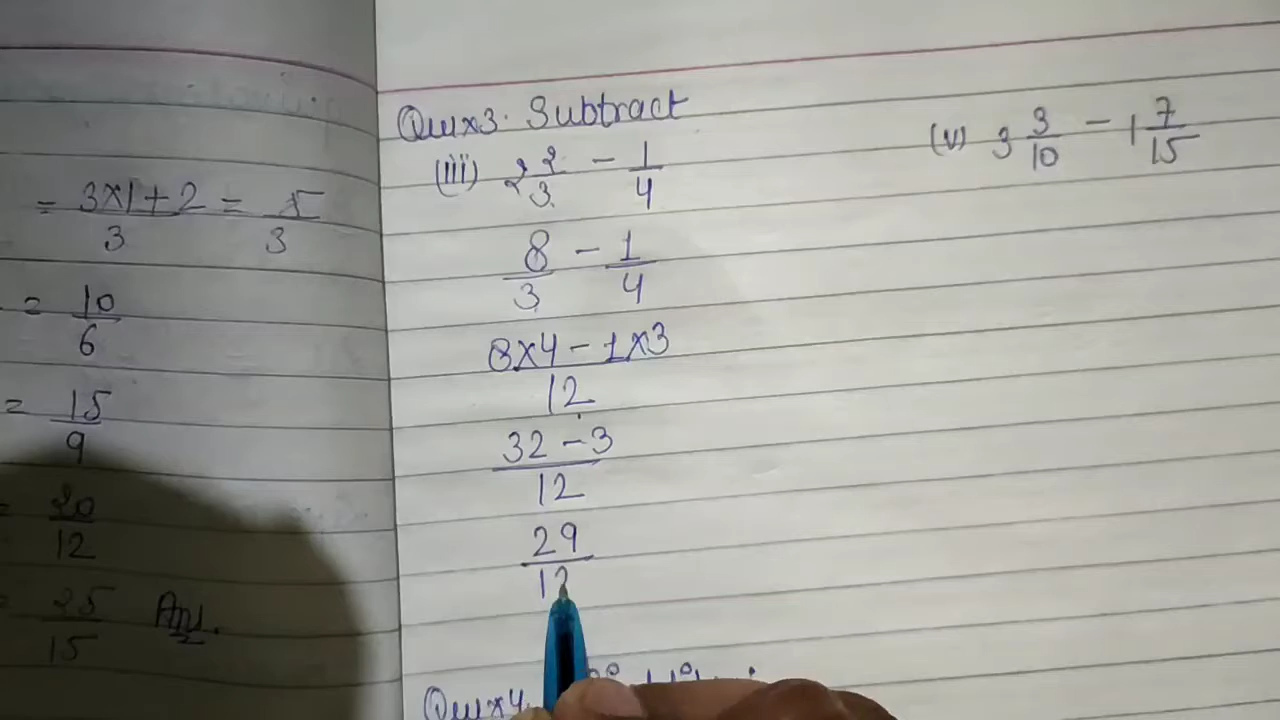 = 3×1+2 / 3 = 5/3
= 10/6
= 15/9
= 20/12
= 25/15 Ans.
Qux3. Subtract
(iii) 2 2/3 - 1/4
8/3 - 1/4
8×4 - 1×3 / 12
32 - 3 / 12
29/12
Qux4.
(v) 3 3/10 - 1 7/15